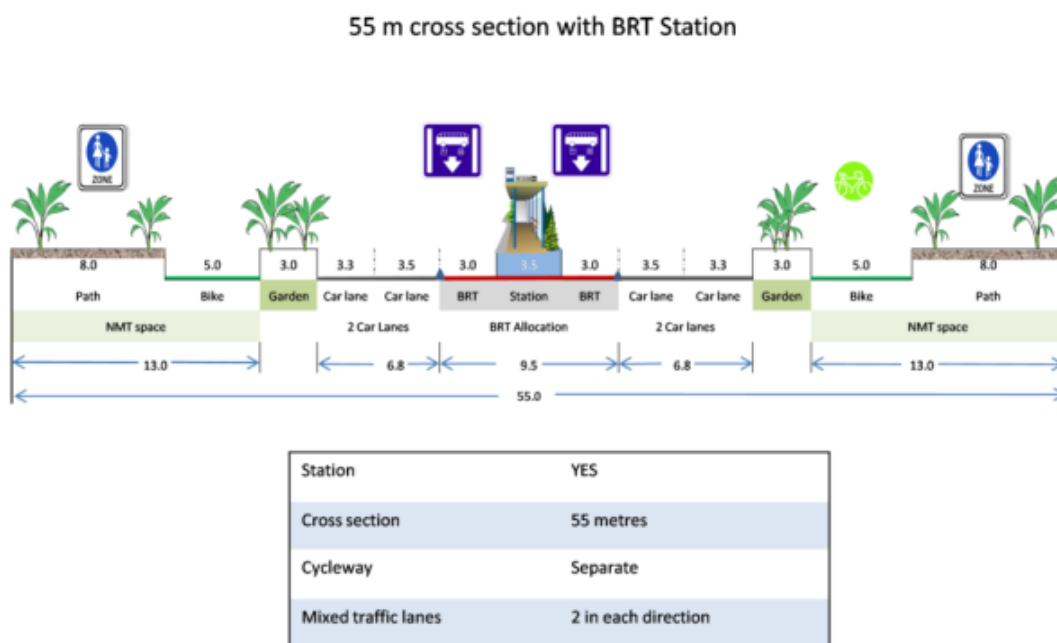 55 m cross section with BRT Station
ZONE
ZONE
8.0 5.0 3.0 3.3 3.5 3.0 3.5 3.0 3.5 3.3 3.0 5.0 8.0
Path Bike Garden Car lane Car lane BRT Station BRT Car lane Car lane Garden Bike Path
NMT space 2 Car Lanes BRT Allocation 2 Car lanes NMT space
13.0 6.8 9.5 6.8 13.0
55.0
Station YES
Cross section 55 metres
Cycleway Separate
Mixed traffic lanes 2 in each direction